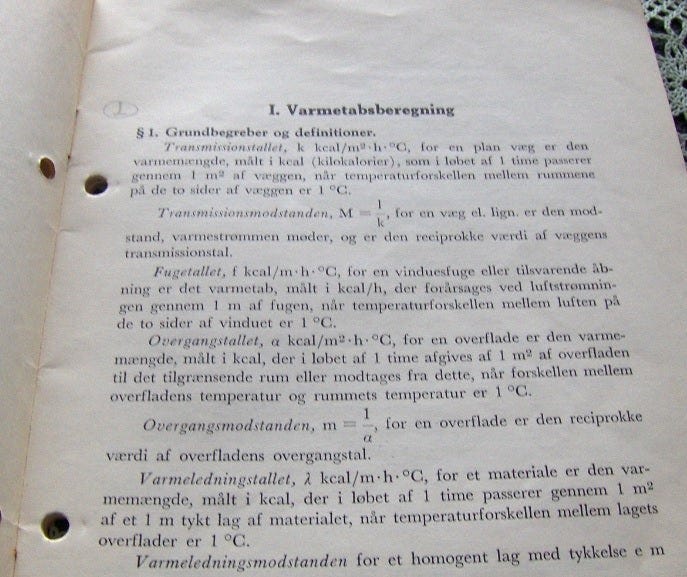 1
I. Varmetabsberegning
§ 1. Grundbegreber og definitioner.
Transmissionstallet, k kcal/m²·h·°C, for en plan væg er den
varmemængde, målt i kcal (kilokalorier), som i løbet af 1 time passerer
gennem 1 m² af væggen, når temperaturforskellen mellem rummene
på de to sider af væggen er 1 °C.
Transmissionsmodstanden, M = 1/k, for en væg el. lign. er den mod-
stand, varmestrømmen møder, og er den reciprokke værdi af væggens
transmissionstal.
Fugetallet, f kcal/m·h·°C, for en vinduesfuge eller tilsvarende åb-
ning er det varmetab, målt i kcal/h, der forårsages ved luftstrømnin-
gen gennem 1 m af fugen, når temperaturforskellen mellem luften på
de to sider af vinduet er 1 °C.
Overgangstallet, α kcal/m²·h·°C, for en overflade er den varme-
mængde, målt i kcal, der i løbet af 1 time afgives af 1 m² af overfladen
til det tilgrænsende rum eller modtages fra dette, når forskellen mellem
overfladens temperatur og rummets temperatur er 1 °C.
Overgangsmodstanden, m = 1/α, for en overflade er den reciprokke
værdi af overfladens overgangstal.
Varmeledningstallet, λ kcal/m·h·°C, for et materiale er den var-
memængde, målt i kcal, der i løbet af 1 time passerer gennem 1 m²
af et 1 m tykt lag af materialet, når temperaturforskellen mellem lagets
overflader er 1 °C.
Varmeledningsmodstanden for et homogent lag med tykkelse e m